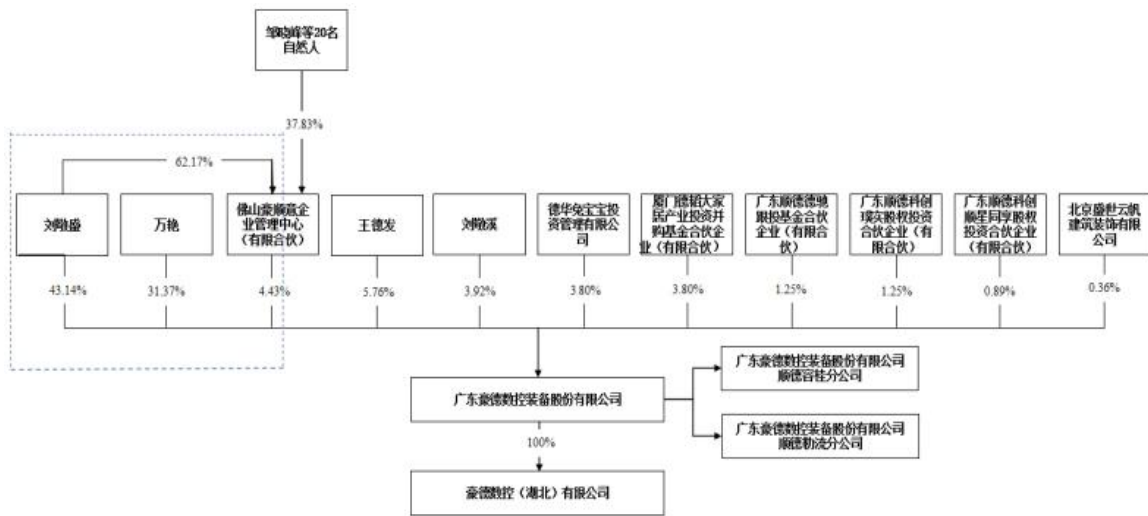 邹晓峰等20名
自然人
37.83%
62.17%
刘敬盛
万艳
佛山豪顺意企
业管理中心
（有限合伙）
王德发
刘敬溪
德华兔宝宝投
资管理有限公
司
厦门德韬大家
居产业投资并
购基金合伙企
业（有限合伙）
广东顺德德驰
跟投基金合伙
企业（有限合
伙）
广东顺德科创
璞实股权投资
合伙企业（有
限合伙）
广东顺德科创
顺星同享股权
投资合伙企业
（有限合伙）
北京盛世云帆
建筑装饰有限
公司
43.14%
31.37%
4.43%
5.76%
3.92%
3.80%
3.80%
1.25%
1.25%
0.89%
0.36%
广东豪德数控装备股份有限公司
广东豪德数控装备股份有限公司
顺德容桂分公司
广东豪德数控装备股份有限公司
顺德勒流分公司
100%
豪德数控（湖北）有限公司